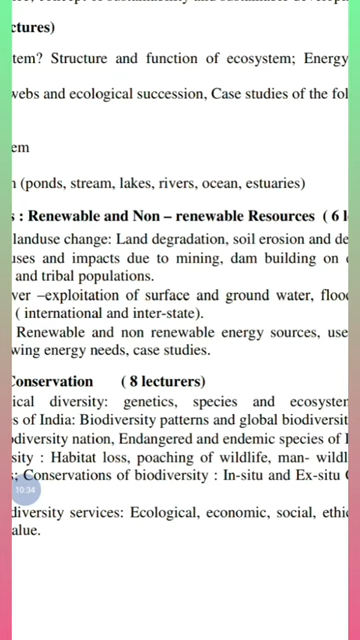 ctures)
tem? Structure and function of ecosystem; Energy
webs and ecological succession, Case studies of the fol
em
(ponds, stream, lakes, rivers, ocean, estuaries)
: Renewable and Non – renewable Resources ( 6 l
landuse change: Land degradation, soil erosion and de
uses and impacts due to mining, dam building on
and tribal populations.
ver –exploitation of surface and ground water, flood
( international and inter-state).
Renewable and non renewable energy sources, use
wing energy needs, case studies.
Conservation ( 8 lecturers)
ical diversity: genetics, species and ecosystem
s of India: Biodiversity patterns and global biodiversit
diversity nation, Endangered and endemic species of I
sity : Habitat loss, poaching of wildlife, man- wildl
; Conservations of biodiversity : In-situ and Ex-situ
10:34
diversity services: Ecological, economic, social, ethic
alue.